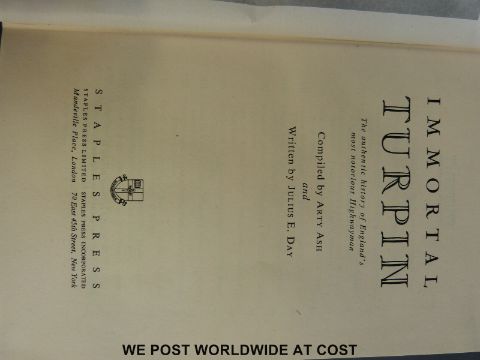 IMMORTAL
TURPIN
The authentic history of England's
most notorious Highwayman
Compiled by ARTY ASH
and
Written by JULIUS E. DAY
STAPLES PRESS
STAPLES PRESS LIMITED STAPLES PRESS INCORPORATED
Mandeville Place, London 70 East 45th Street, New York
WE POST WORLDWIDE AT COST